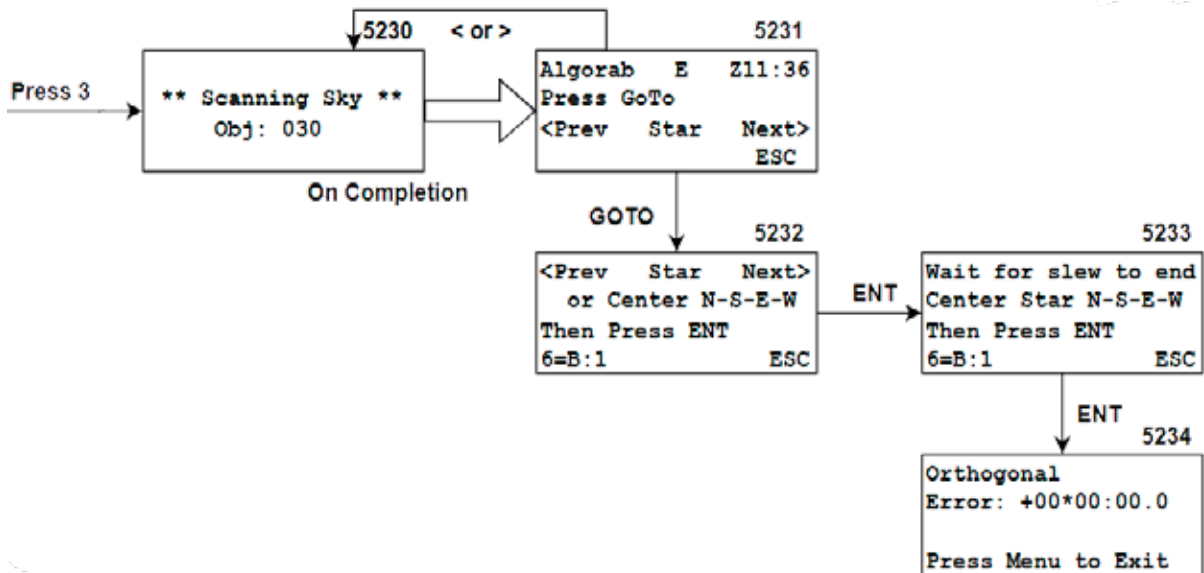 5230 < or > 5231
Press 3
** Scanning Sky **
Obj: 030
On Completion
Algorab E Z11:36
Press GoTo
<Prev Star Next>
ESC
GOTO
5232
<Prev Star Next>
or Center N-S-E-W
Then Press ENT
6=B:1 ESC
ENT
5233
Wait for slew to end
Center Star N-S-E-W
Then Press ENT
6=B:1 ESC
ENT
5234
Orthogonal
Error: +00*00:00.0
Press Menu to Exit